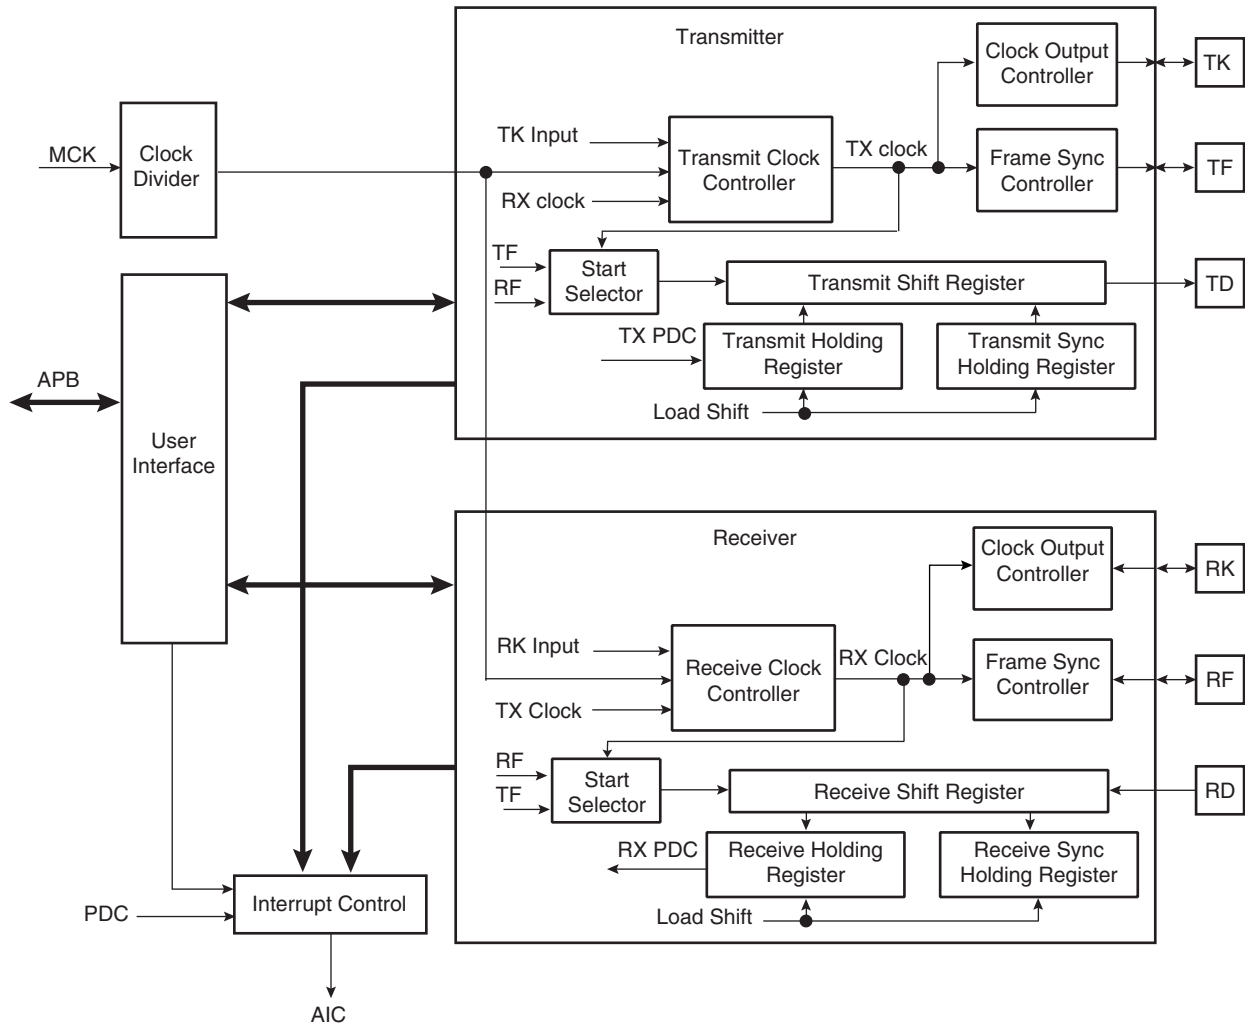 Transmitter
Clock Output
Controller
TK
MCK
Clock
Divider
TK Input
Transmit Clock
Controller
RX clock
TX clock
Frame Sync
Controller
TF
TF
RF
Start
Selector
Transmit Shift Register
TD
TX PDC
Transmit Holding
Register
Transmit Sync
Holding Register
Load Shift
APB
User
Interface
Receiver
Clock Output
Controller
RK
RK Input
Receive Clock
Controller
TX Clock
RX Clock
Frame Sync
Controller
RF
RF
TF
Start
Selector
Receive Shift Register
RD
RX PDC
Receive Holding
Register
Receive Sync
Holding Register
Load Shift
PDC
Interrupt Control
AIC